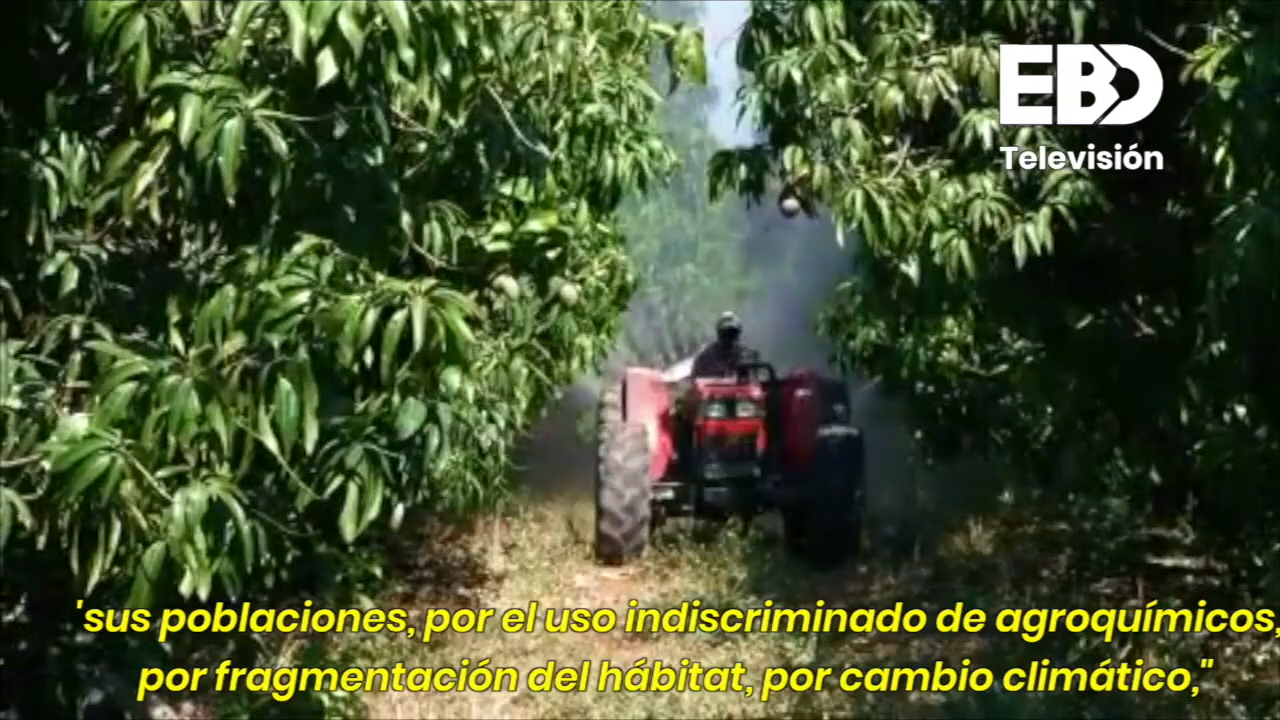 EBD
Televisión
'sus poblaciones, por el uso indiscriminado de agroquímicos,
por fragmentación del hábitat, por cambio climático,"